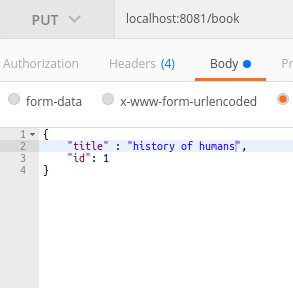 PUT localhost:8081/book
Authorization Headers (4) Body Pr
form-data x-www-form-urlencoded
1 {
2 "title" : "history of humans",
3 "id": 1
4 }